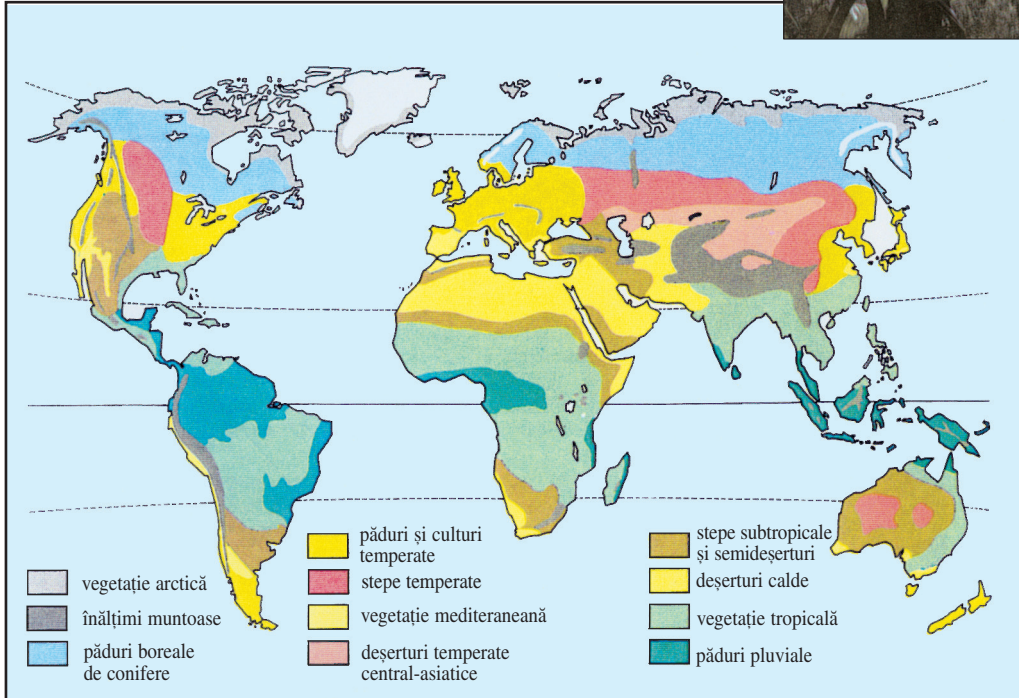 vegetație arctică
înălțimi muntoase
păduri boreale
de conifere
păduri și culturi
temperate
stepe temperate
vegetație mediteraneană
deșerturi temperate
central-asiatice
stepe subtropicale
și semideșerturi
deșerturi calde
vegetație tropicală
păduri pluviale